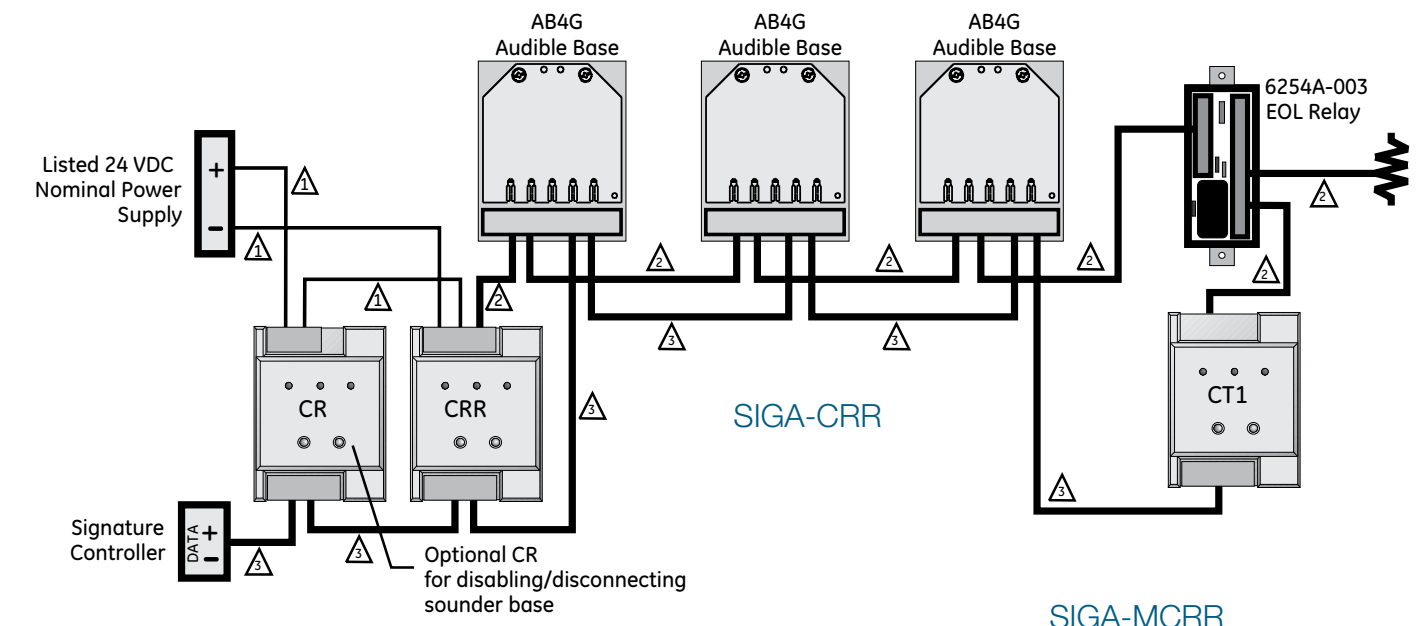 AB4G
Audible Base
AB4G
Audible Base
AB4G
Audible Base
6254A-003
EOL Relay
Listed 24 VDC
Nominal Power
Supply
+
−
1
1
1
2
2
2
2
2
2
3
3
3
3
3
3
CR
CRR
SIGA-CRR
CT1
Signature
Controller
DATA
+
−
Optional CR
for disabling/disconnecting
sounder base
SIGA-MCRR